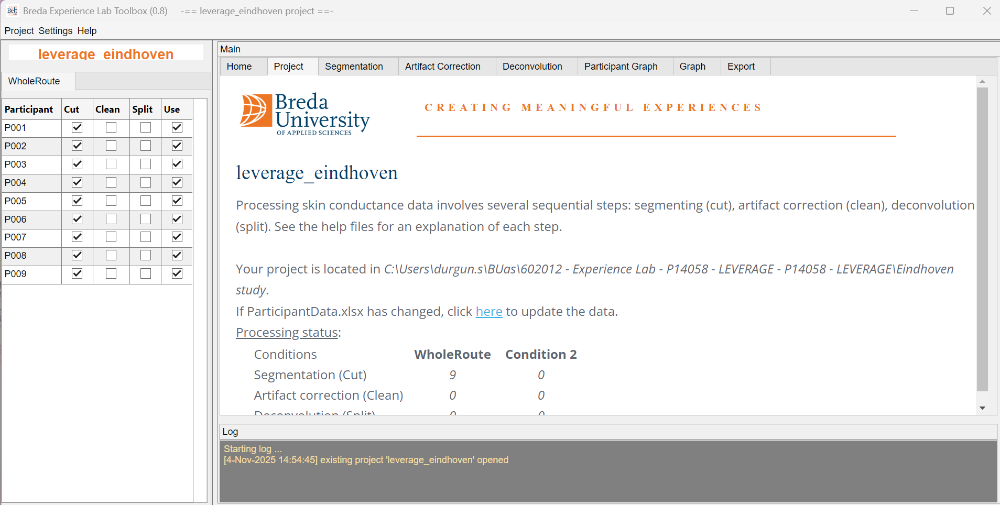 Belt Breda Experience Lab Toolbox (0.8) -== leverage_eindhoven project ==-
Project Settings Help
leverage_eindhoven
WholeRoute
Participant Cut Clean Split Use
P001
P002
P003
P004
P005
P006
P007
P008
P009
Main
Home Project Segmentation Artifact Correction Deconvolution Participant Graph Graph Export
Breda
University
OF APPLIED SCIENCES
CREATING MEANINGFUL EXPERIENCES
leverage_eindhoven
Processing skin conductance data involves several sequential steps: segmenting (cut), artifact correction (clean), deconvolution
(split). See the help files for an explanation of each step.
Your project is located in C:\Users\durgun.s\BUas\602012 - Experience Lab - P14058 - LEVERAGE - P14058 - LEVERAGE\Eindhoven
study.
If ParticipantData.xlsx has changed, click here to update the data.
Processing status:
Conditions WholeRoute Condition 2
Segmentation (Cut) 9 0
Artifact correction (Clean) 0 0
Deconvolution (Split) 0 0
Log
Starting log ...
[4-Nov-2025 14:54:45] existing project 'leverage_eindhoven' opened